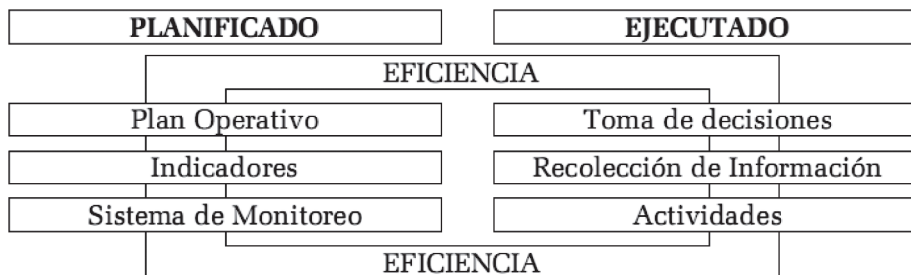 PLANIFICADO EJECUTADO
EFICIENCIA
Plan Operativo Toma de decisiones
Indicadores Recolección de Información
Sistema de Monitoreo Actividades
EFICIENCIA